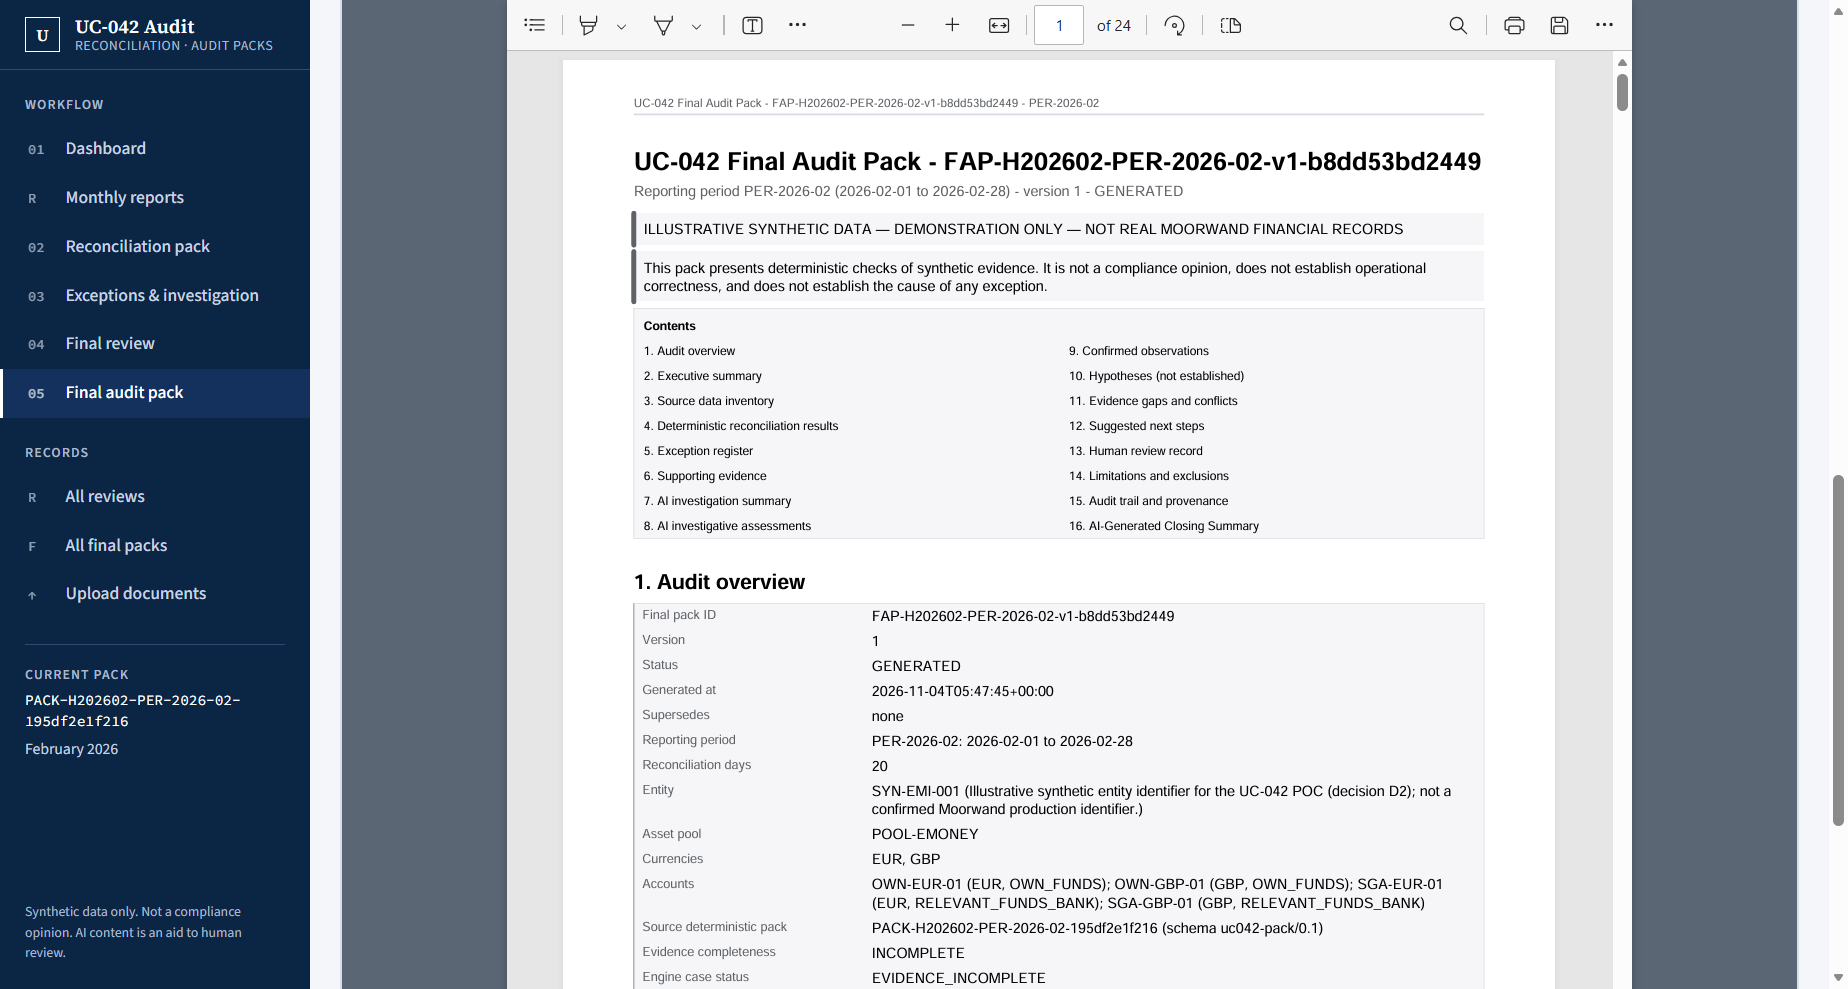 U
UC-042 Audit
RECONCILIATION · AUDIT PACKS
WORKFLOW
01 Dashboard
R Monthly reports
02 Reconciliation pack
03 Exceptions & investigation
04 Final review
05 Final audit pack
RECORDS
R All reviews
F All final packs
↑ Upload documents
CURRENT PACK
PACK-H202602-PER-2026-02-
195df2e1f216
February 2026
Synthetic data only. Not a compliance
opinion. AI content is an aid to human
review.
1 of 24
UC-042 Final Audit Pack - FAP-H202602-PER-2026-02-v1-b8dd53bd2449 - PER-2026-02
UC-042 Final Audit Pack - FAP-H202602-PER-2026-02-v1-b8dd53bd2449
Reporting period PER-2026-02 (2026-02-01 to 2026-02-28) - version 1 - GENERATED
ILLUSTRATIVE SYNTHETIC DATA — DEMONSTRATION ONLY — NOT REAL MOORWAND FINANCIAL RECORDS
This pack presents deterministic checks of synthetic evidence. It is not a compliance opinion, does not establish operational
correctness, and does not establish the cause of any exception.
Contents
1. Audit overview
2. Executive summary
3. Source data inventory
4. Deterministic reconciliation results
5. Exception register
6. Supporting evidence
7. AI investigation summary
8. AI investigative assessments
9. Confirmed observations
10. Hypotheses (not established)
11. Evidence gaps and conflicts
12. Suggested next steps
13. Human review record
14. Limitations and exclusions
15. Audit trail and provenance
16. AI-Generated Closing Summary
1. Audit overview
Final pack ID FAP-H202602-PER-2026-02-v1-b8dd53bd2449
Version 1
Status GENERATED
Generated at 2026-11-04T05:47:45+00:00
Supersedes none
Reporting period PER-2026-02: 2026-02-01 to 2026-02-28
Reconciliation days 20
Entity SYN-EMI-001 (Illustrative synthetic entity identifier for the UC-042 POC (decision D2); not a
confirmed Moorwand production identifier.)
Asset pool POOL-EMONEY
Currencies EUR, GBP
Accounts OWN-EUR-01 (EUR, OWN_FUNDS); OWN-GBP-01 (GBP, OWN_FUNDS); SGA-EUR-01
(EUR, RELEVANT_FUNDS_BANK); SGA-GBP-01 (GBP, RELEVANT_FUNDS_BANK)
Source deterministic pack PACK-H202602-PER-2026-02-195df2e1f216 (schema uc042-pack/0.1)
Evidence completeness INCOMPLETE
Engine case status EVIDENCE_INCOMPLETE